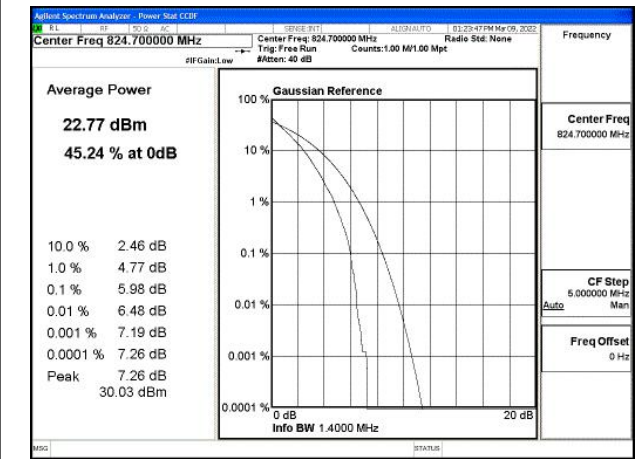 Agilent Spectrum Analyzer - Power Stat CCDF
RL RF 50 Ω AC SENSE:INT ALIGNAUTO 01:23:47 PM Mar 09, 2022
Center Freq 824.700000 MHz
Center Freq: 824.700000 MHz Radio Std: None
Trig: Free Run Counts:1.00 M/1.00 Mpt
#IFGain:Low #Atten: 40 dB
Frequency
Average Power
22.77 dBm
45.24 % at 0dB
10.0 % 2.46 dB
1.0 % 4.77 dB
0.1 % 5.98 dB
0.01 % 6.48 dB
0.001 % 7.19 dB
0.0001 % 7.26 dB
Peak 7.26 dB
30.03 dBm
Gaussian Reference
100 %
10 %
1 %
0.1 %
0.01 %
0.001 %
0.0001 %
0 dB 20 dB
Info BW 1.4000 MHz
Center Freq
824.700000 MHz
CF Step
5.000000 MHz
Auto Man
Freq Offset
0 Hz
MSG STATUS